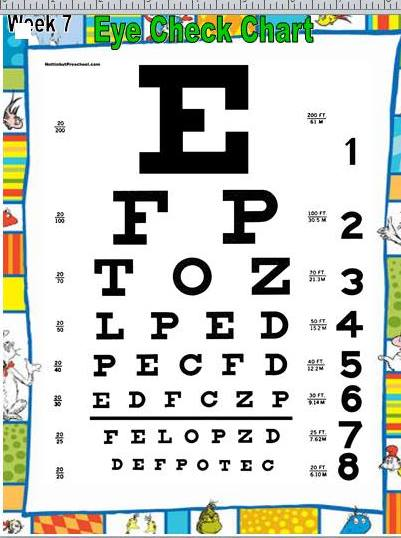 Week 7 Eye Check Chart
NothinbutPreschool.com
E
20
200
200 FT.
61 M
1
F P
20
100
100 FT.
30.5 M
2
T O Z
20
70
70 FT.
21.3 M
3
L P E D
20
50
50 FT.
15.2 M
4
P E C F D
20
40
40 FT.
12.2 M
5
E D F C Z P
20
30
30 FT.
9.14 M
6
F E L O P Z D
20
25
25 FT.
7.62 M
7
D E F P O T E C
20
20
20 FT.
6.10 M
8